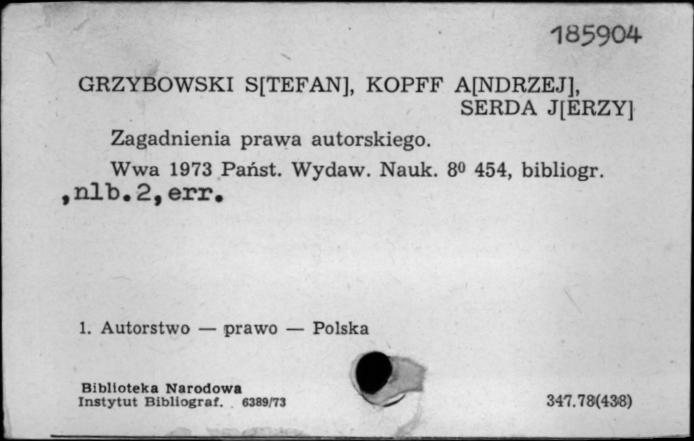 185904
GRZYBOWSKI S[TEFAN], KOPFF A[NDRZEJ],
SERDA J[ERZY]
Zagadnienia prawa autorskiego.
Wwa 1973 Państ. Wydaw. Nauk. 8⁰ 454, bibliogr.
,nlb.2,err.
1. Autorstwo — prawo — Polska
Biblioteka Narodowa
Instytut Bibliograf. 6389/73
347.78(438)